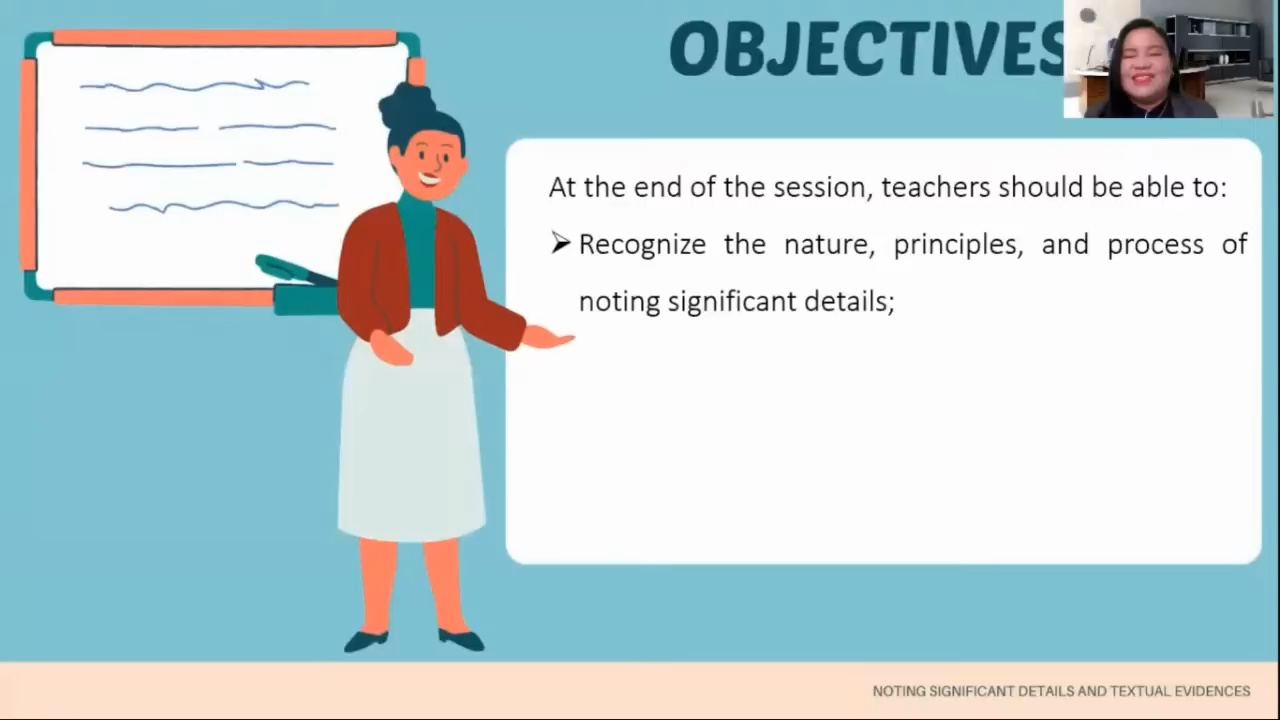 OBJECTIVES
At the end of the session, teachers should be able to:
➢ Recognize the nature, principles, and process of
noting significant details;
NOTING SIGNIFICANT DETAILS AND TEXTUAL EVIDENCES